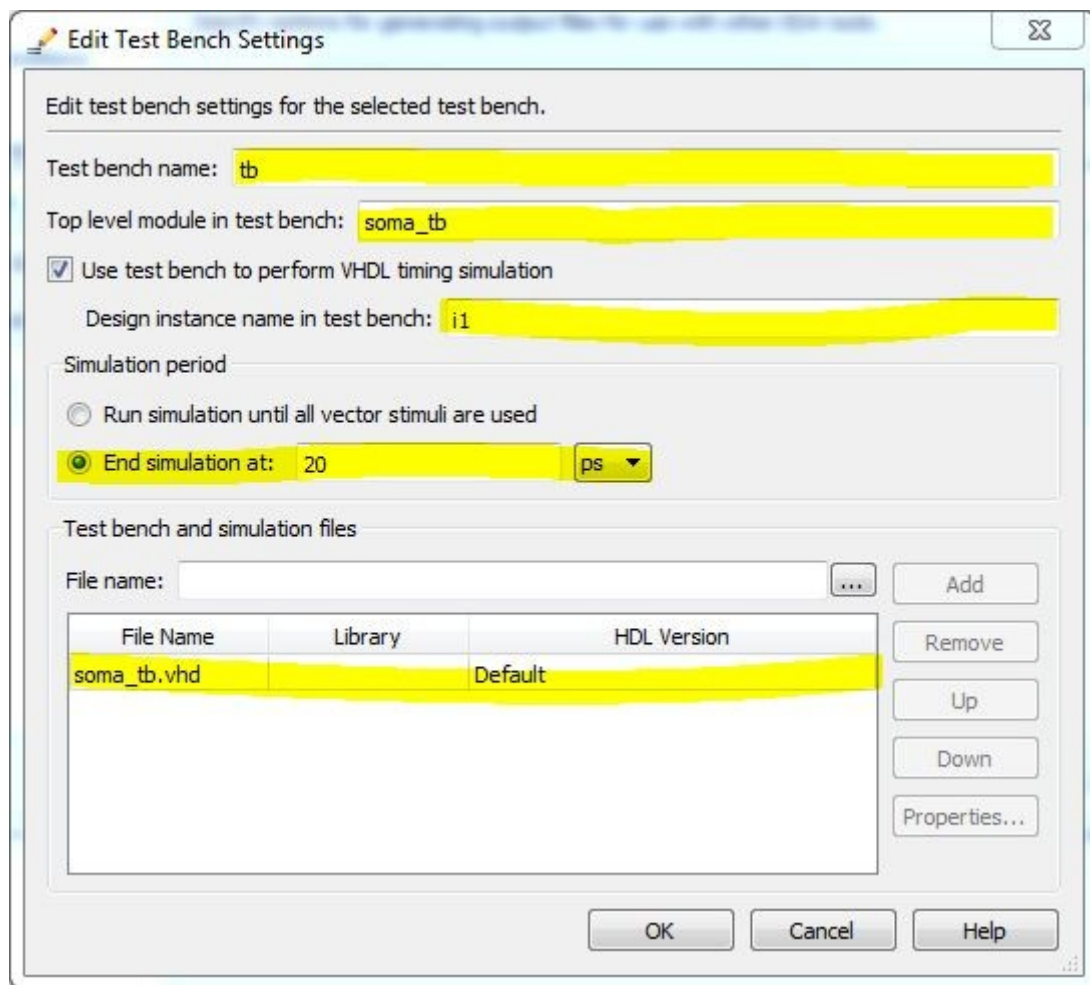 Edit Test Bench Settings
Edit test bench settings for the selected test bench.
Test bench name: tb
Top level module in test bench: soma_tb
Use test bench to perform VHDL timing simulation
Design instance name in test bench: i1
Simulation period
Run simulation until all vector stimuli are used
End simulation at: 20 ps
Test bench and simulation files
File name: ... Add
File Name Library HDL Version
Remove
soma_tb.vhd Default
Up
Down
Properties...
OK Cancel Help